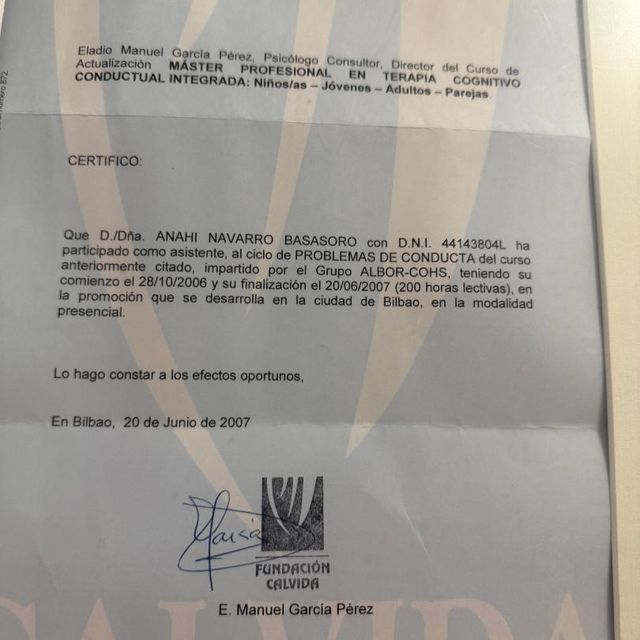 Eladio Manuel García Pérez, Psicólogo Consultor, Director del Curso de
Actualización MÁSTER PROFESIONAL EN TERAPIA COGNITIVO
CONDUCTUAL INTEGRADA: Niños/as – Jóvenes – Adultos – Parejas.
CERTIFICO:
Que D./Dña. ANAHI NAVARRO BASASORO con D.N.I. 44143804L ha
participado como asistente, al ciclo de PROBLEMAS DE CONDUCTA del curso
anteriormente citado, impartido por el Grupo ALBOR-COHS, teniendo su
comienzo el 28/10/2006 y su finalización el 20/06/2007 (200 horas lectivas), en
la promoción que se desarrolla en la ciudad de Bilbao, en la modalidad
presencial.
Lo hago constar a los efectos oportunos,
En Bilbao, 20 de Junio de 2007
García
FUNDACIÓN
CALVIDA
E. Manuel García Pérez
CALVIDA